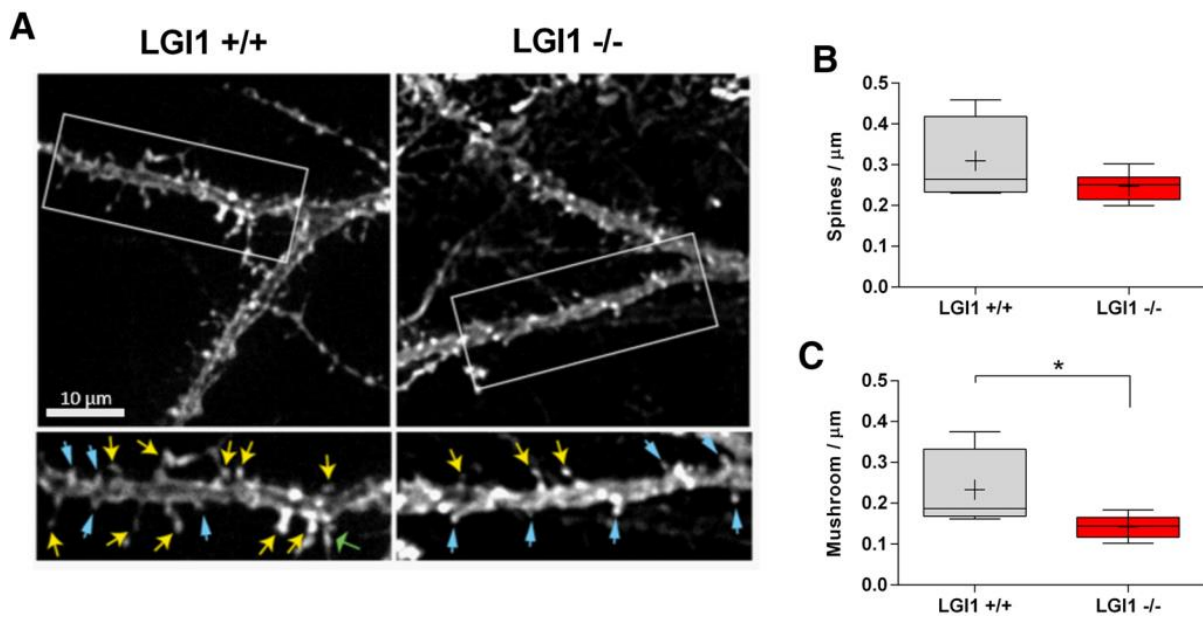 A
LGI1 +/+
LGI1 -/-
10 µm
B
Spines / µm
0.5
0.4
0.3
0.2
0.1
0.0
LGI1 +/+
LGI1 -/-
C
Mushroom / µm
0.5
0.4
0.3
0.2
0.1
0.0
*
LGI1 +/+
LGI1 -/-